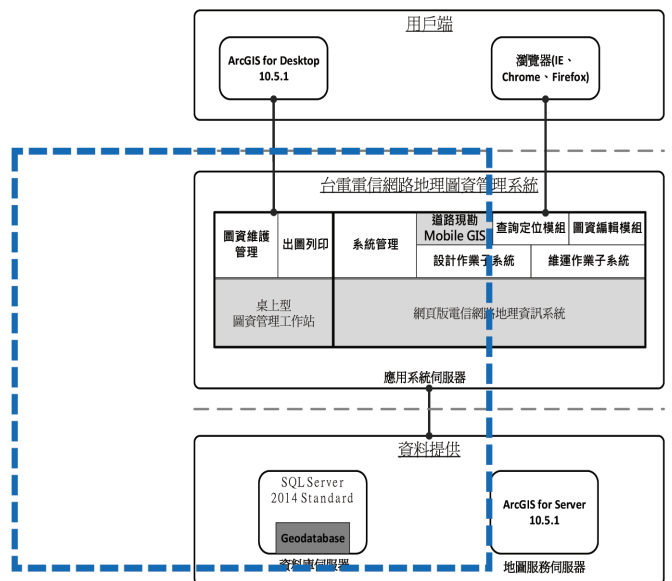 用戶端
ArcGIS for Desktop
10.5.1
瀏覽器(IE、
Chrome、Firefox)
台電電信網路地理圖資管理系統
圖資維護
管理
出圖列印
系統管理
道路現勘
Mobile GIS
查詢定位模組
圖資編輯模組
設計作業子系統
維運作業子系統
桌上型
圖資管理工作站
網頁版電信網路地理資訊系統
應用系統伺服器
資料提供
SQL Server
2014 Standard
Geodatabase
資料庫伺服器
ArcGIS for Server
10.5.1
地圖服務伺服器